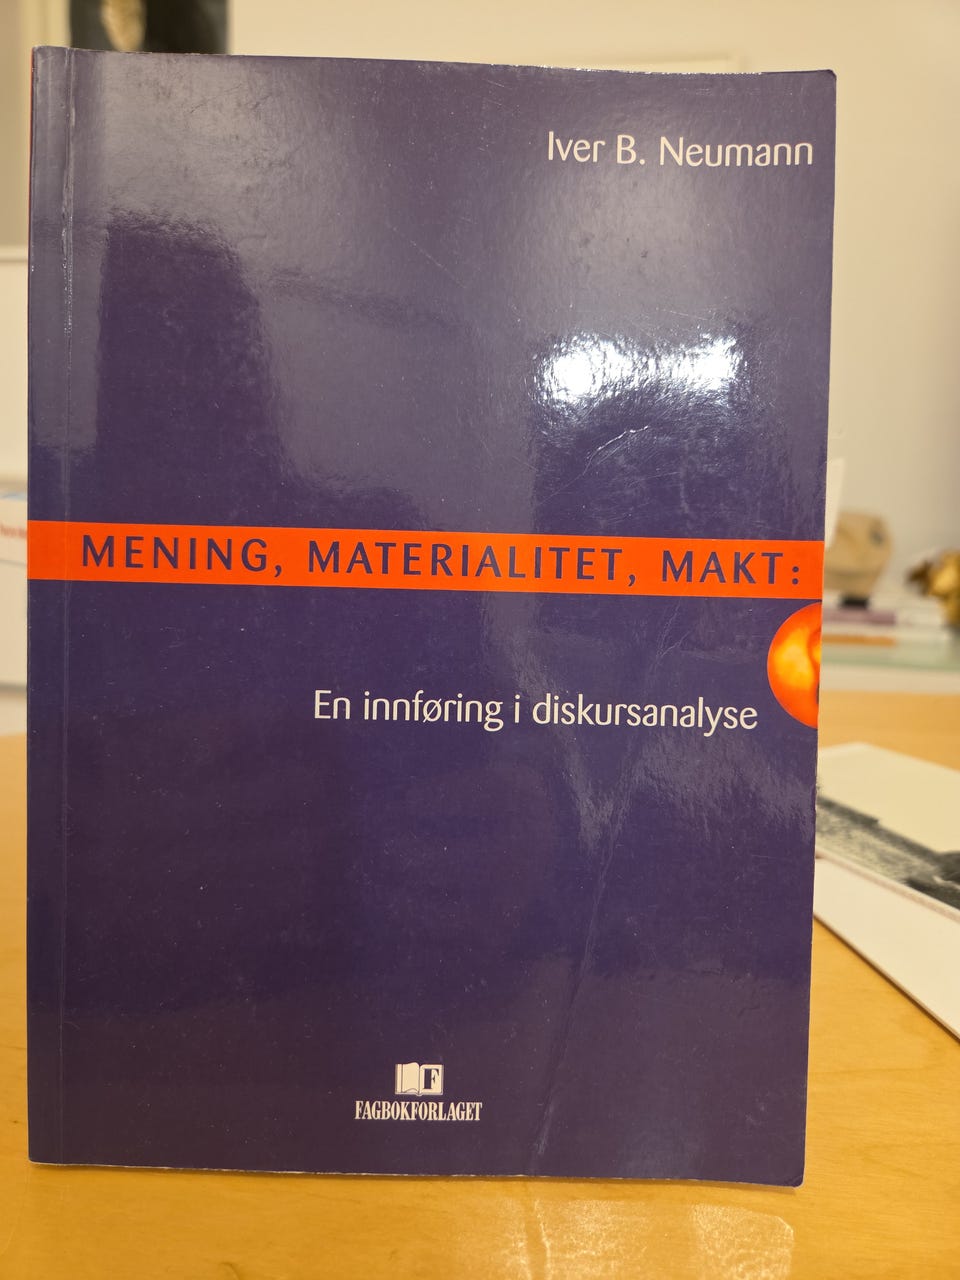 Iver B. Neumann
MENING, MATERIALITET, MAKT:
En innføring i diskursanalyse
F
FAGBOKFORLAGET